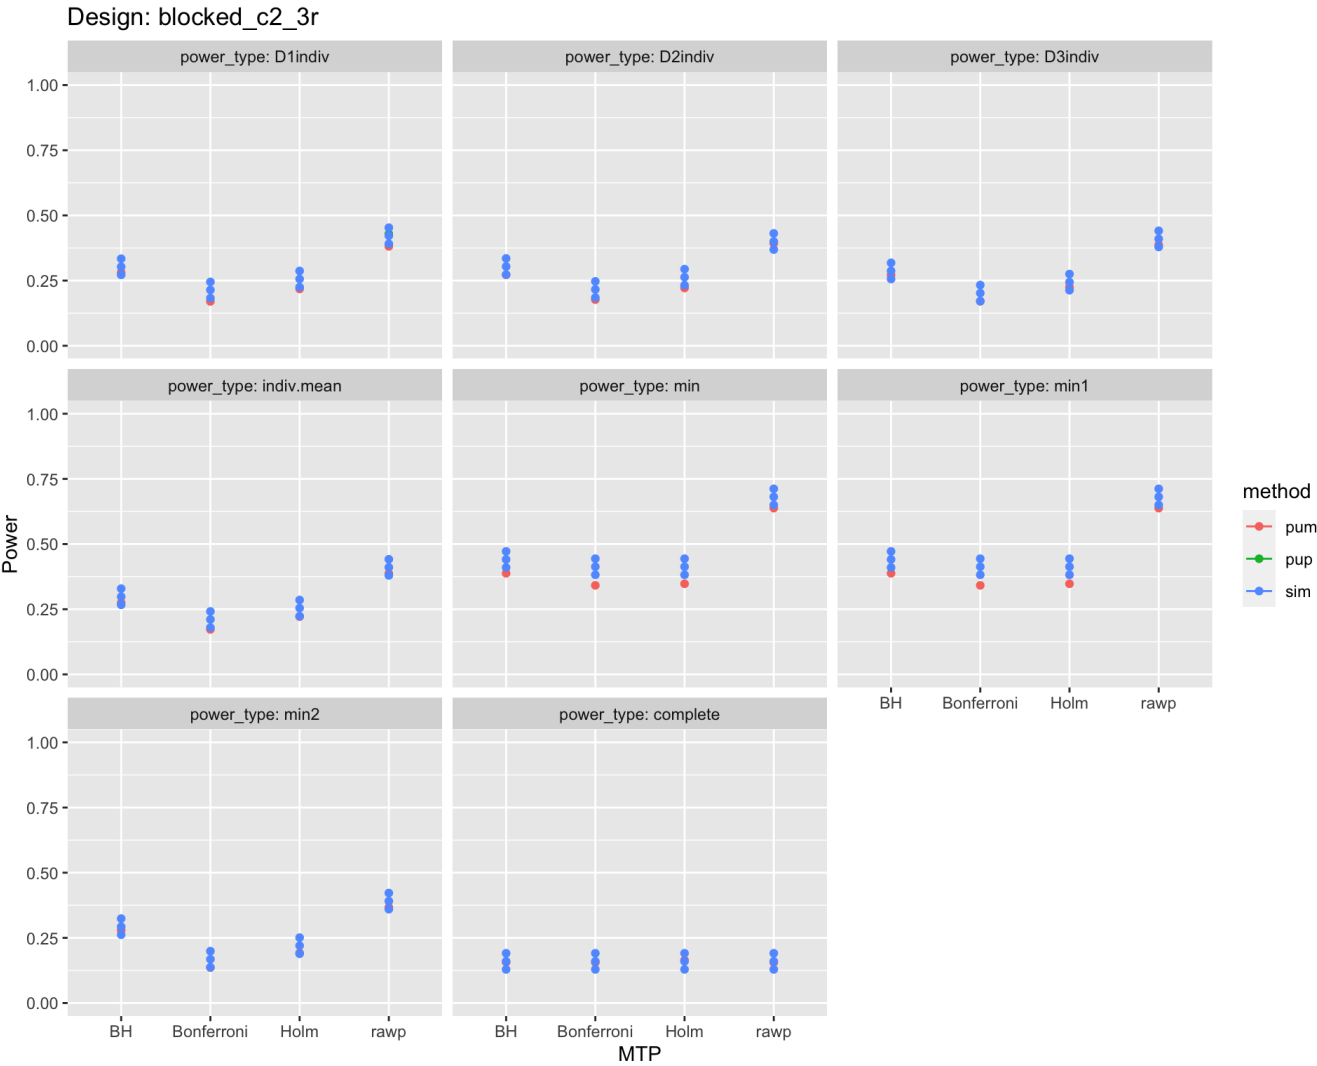 Design: blocked_c2_3r
power_type: D1indiv
power_type: D2indiv
power_type: D3indiv
1.00
0.75
0.50
0.25
0.00
power_type: indiv.mean
power_type: min
power_type: min1
1.00
0.75
0.50
0.25
0.00
BH Bonferroni Holm rawp
power_type: min2
power_type: complete
1.00
0.75
0.50
0.25
0.00
BH Bonferroni Holm rawp
BH Bonferroni Holm rawp
MTP
Power
method
pum
pup
sim